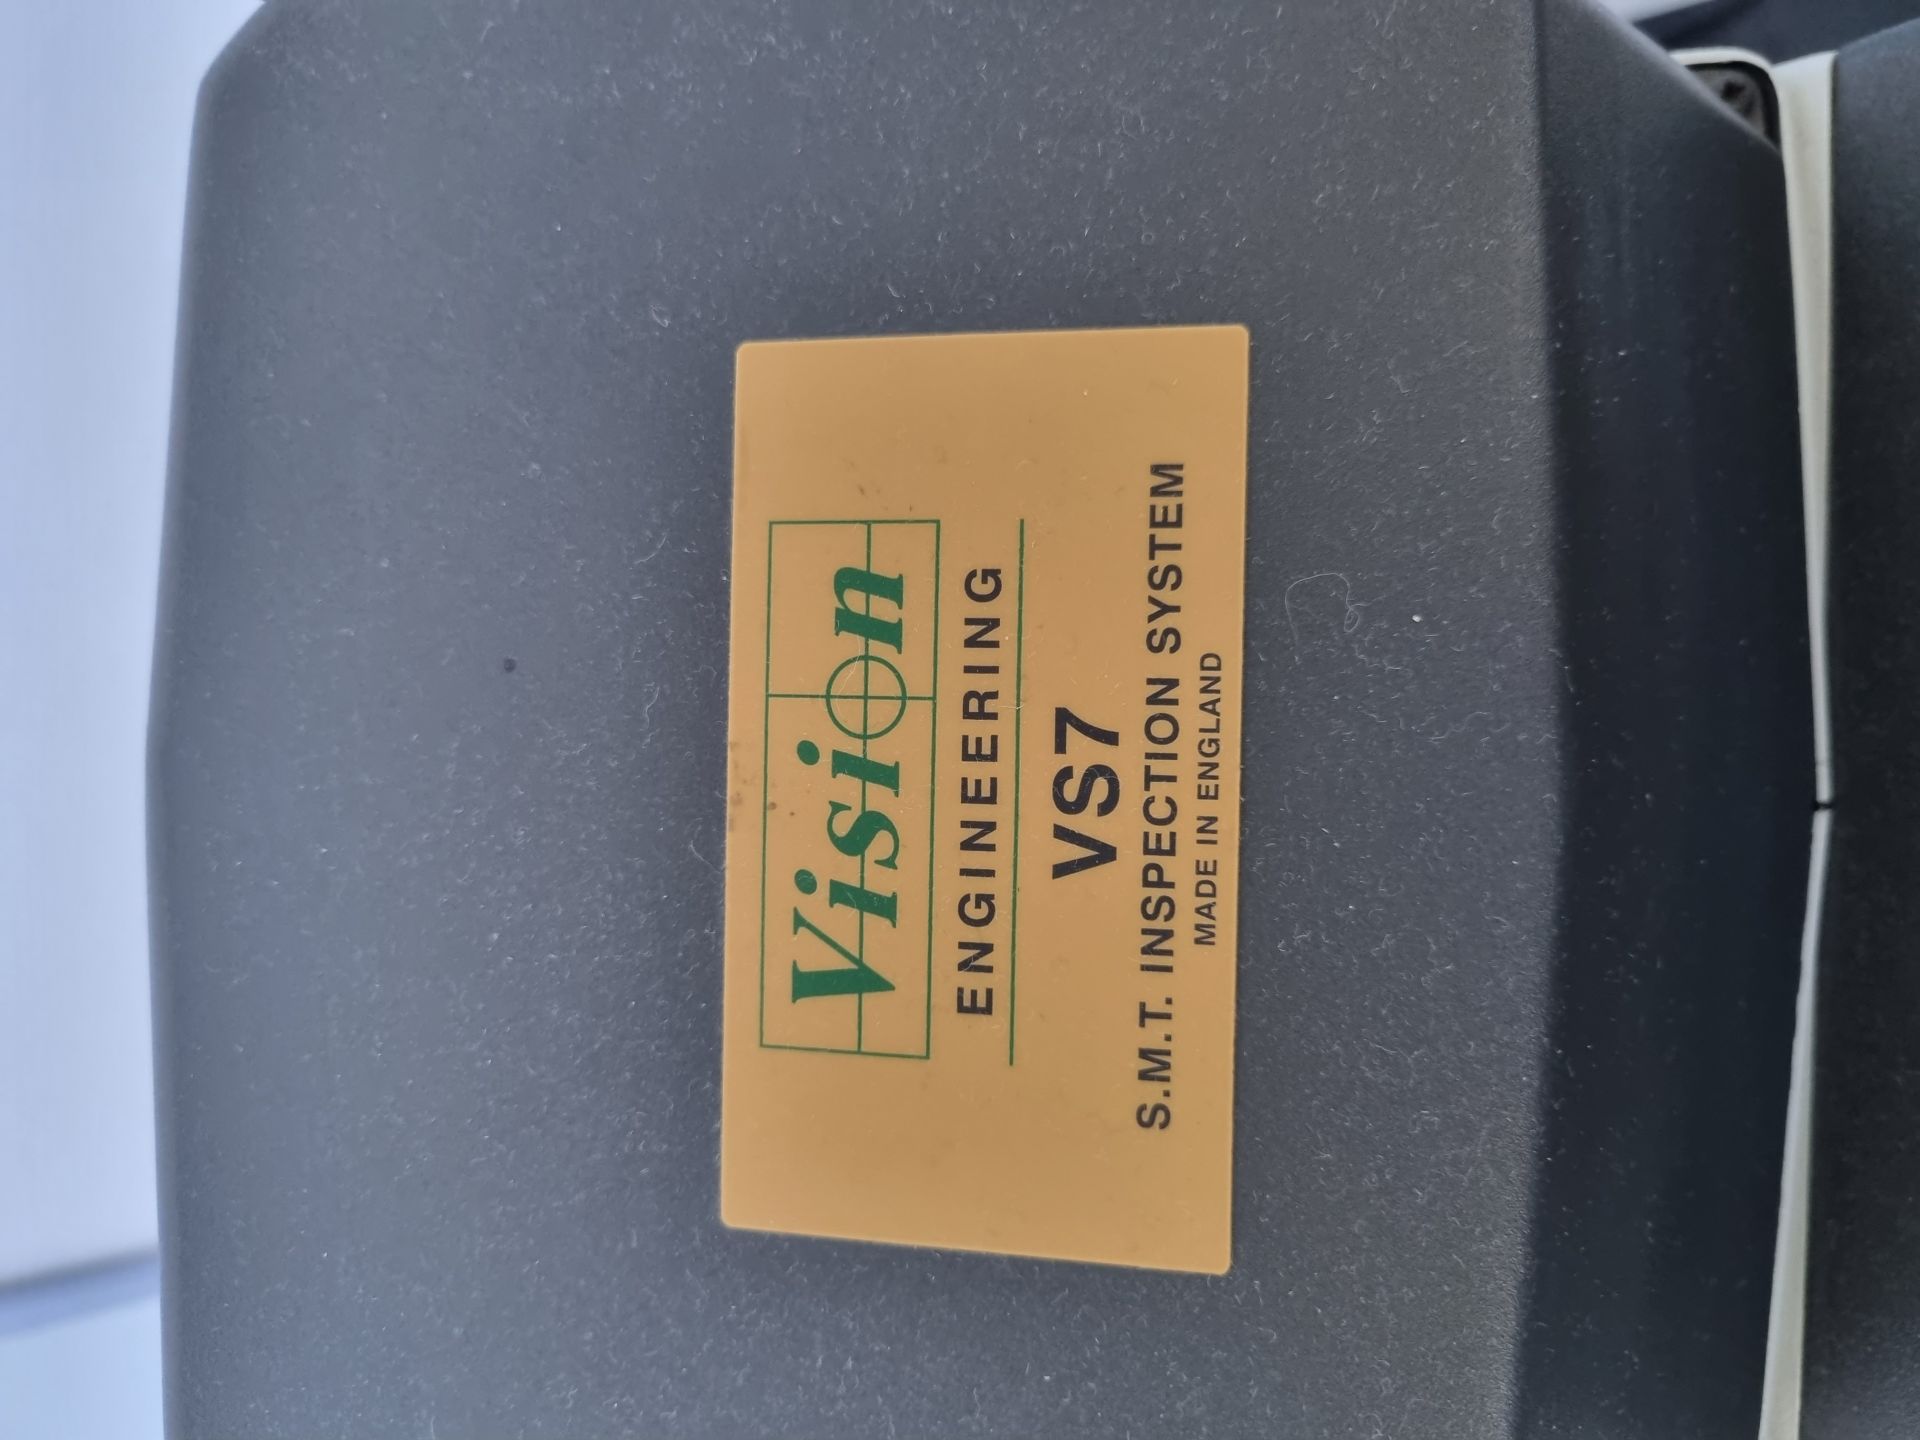 Vision
ENGINEERING
VS7
S.M.T. INSPECTION SYSTEM
MADE IN ENGLAND